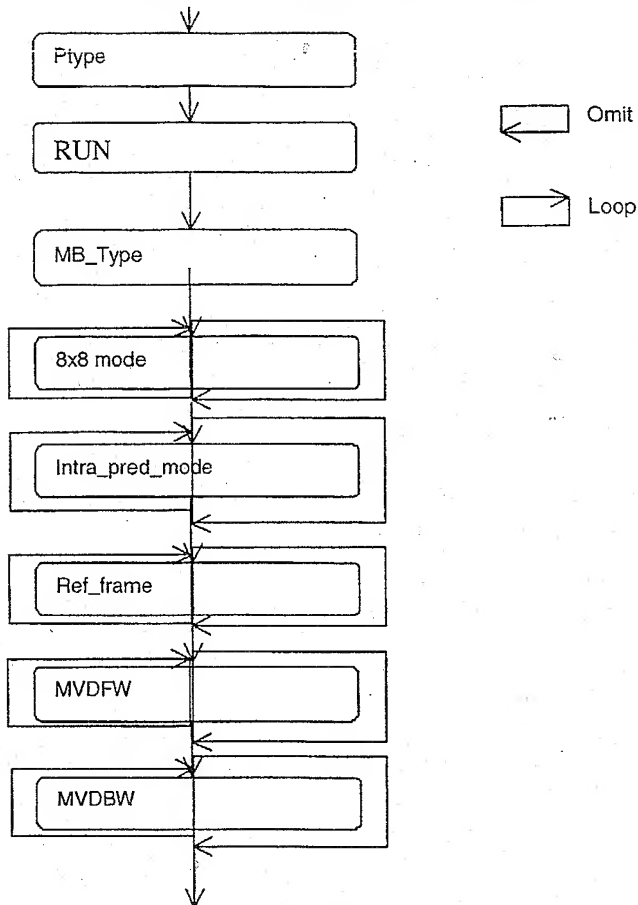 Ptype
RUN
MB_Type
8x8 mode
Intra_pred_mode
Ref_frame
MVDFW
MVDBW
Omit
Loop